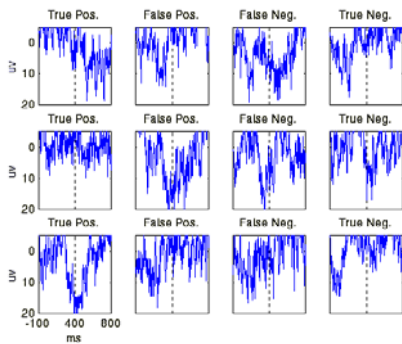 True Pos. False Pos. False Neg. True Neg.
0
10
20
uV
True Pos. False Pos. False Neg. True Neg.
0
10
20
uV
True Pos. False Pos. False Neg. True Neg.
0
10
20
uV
-100 400 800
ms